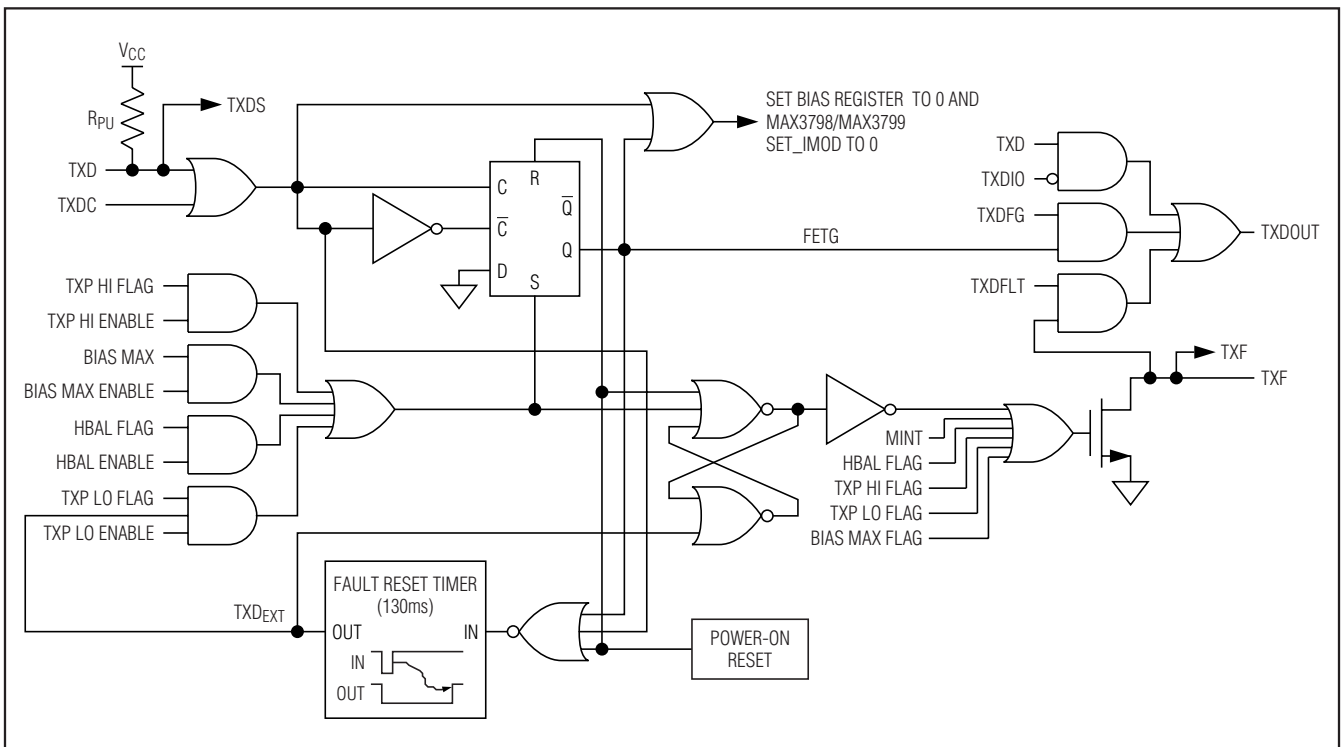 VCC
RPU
TXDS
TXD
TXDC
SET BIAS REGISTER TO 0 AND
MAX3798/MAX3799
SET_IMOD TO 0
R
C
C̅
D
S
Q̅
Q
FETG
TXD
TXDIO
TXDFG
TXDFLT
TXDOUT
TXF
TXF
TXP HI FLAG
TXP HI ENABLE
BIAS MAX
BIAS MAX ENABLE
HBAL FLAG
HBAL ENABLE
TXP LO FLAG
TXP LO ENABLE
MINT
HBAL FLAG
TXP HI FLAG
TXP LO FLAG
BIAS MAX FLAG
TXDEXT
FAULT RESET TIMER
(130ms)
OUT
IN
IN
OUT
POWER-ON
RESET